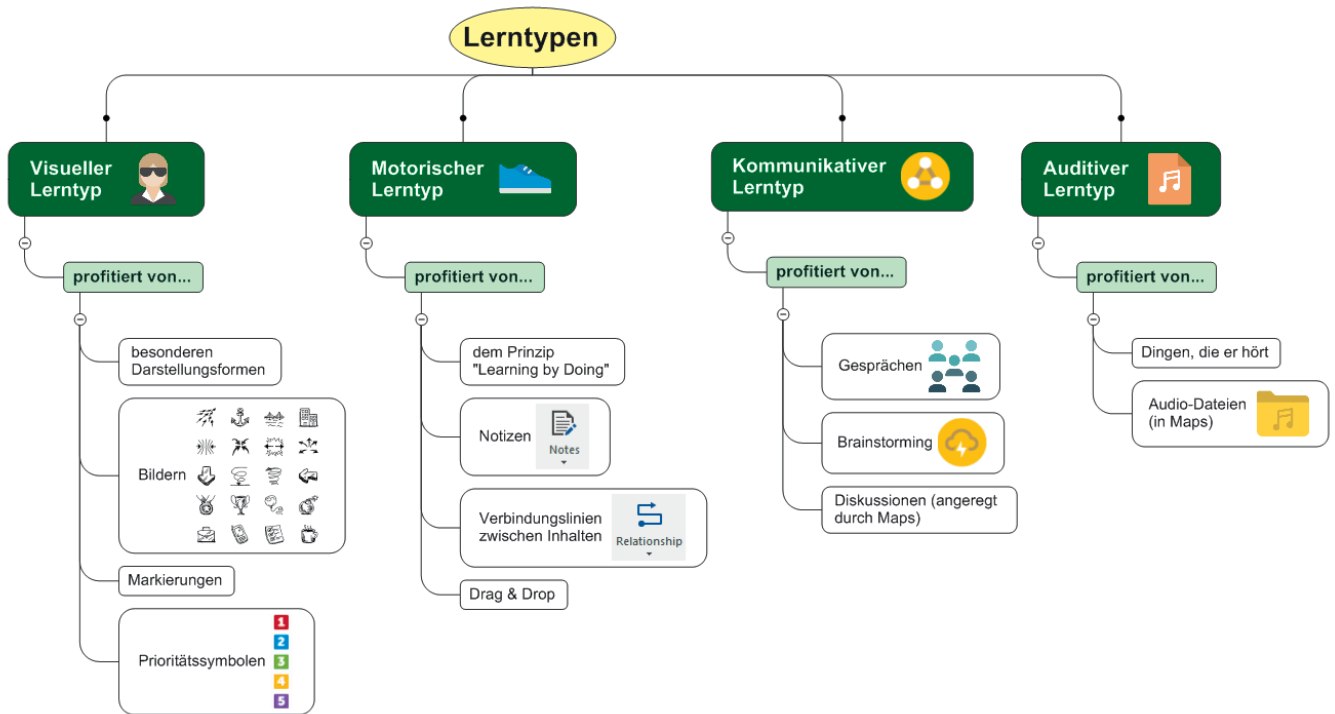 Lerntypen
Visueller
Lerntyp
profitiert von...
besonderen
Darstellungsformen
Bildern
Markierungen
Prioritätssymbolen
1
2
3
4
5
Motorischer
Lerntyp
profitiert von...
dem Prinzip
"Learning by Doing"
Notizen
Notes
Verbindungslinien
zwischen Inhalten
Relationship
Drag & Drop
Kommunikativer
Lerntyp
profitiert von...
Gesprächen
Brainstorming
Diskussionen (angeregt
durch Maps)
Auditiver
Lerntyp
profitiert von...
Dingen, die er hört
Audio-Dateien
(in Maps)